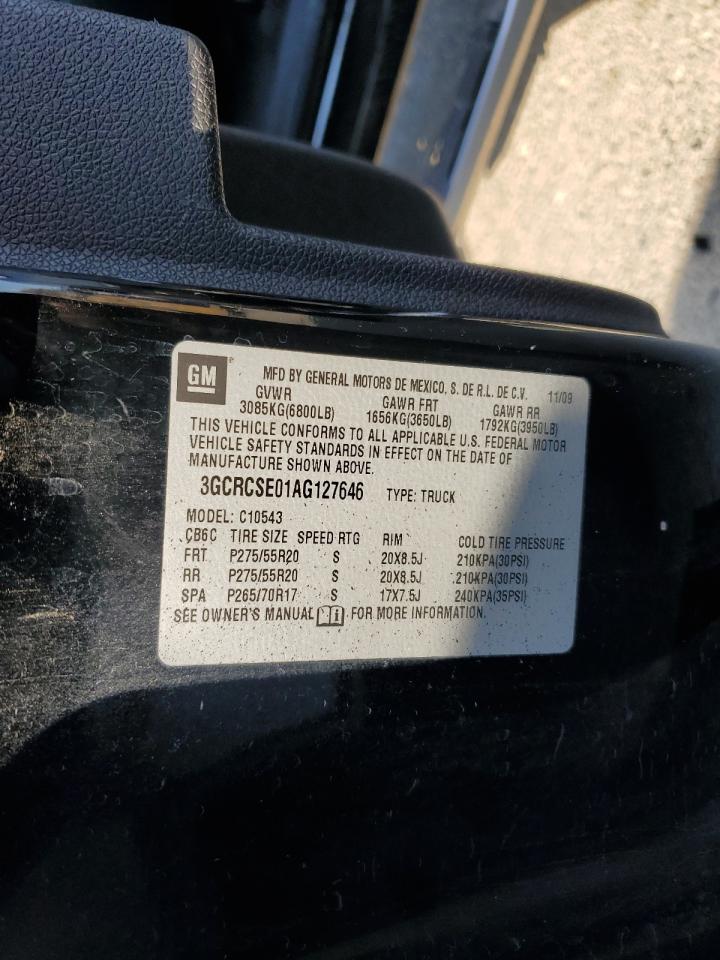 GM
MFD BY GENERAL MOTORS DE MEXICO, S. DE R.L. DE C.V. 11/09
GVWR GAWR FRT GAWR RR
3085KG(6800LB) 1656KG(3650LB) 1792KG(3950LB)
THIS VEHICLE CONFORMS TO ALL APPLICABLE U.S. FEDERAL MOTOR
VEHICLE SAFETY STANDARDS IN EFFECT ON THE DATE OF
MANUFACTURE SHOWN ABOVE.
3GCRCSE01AG127646 TYPE: TRUCK
MODEL: C10543
CB6C TIRE SIZE SPEED RTG RIM COLD TIRE PRESSURE
FRT P275/55R20 S 20X8.5J 210KPA(30PSI)
RR P275/55R20 S 20X8.5J 210KPA(30PSI)
SPA P265/70R17 S 17X7.5J 240KPA(35PSI)
SEE OWNER'S MANUAL FOR MORE INFORMATION.